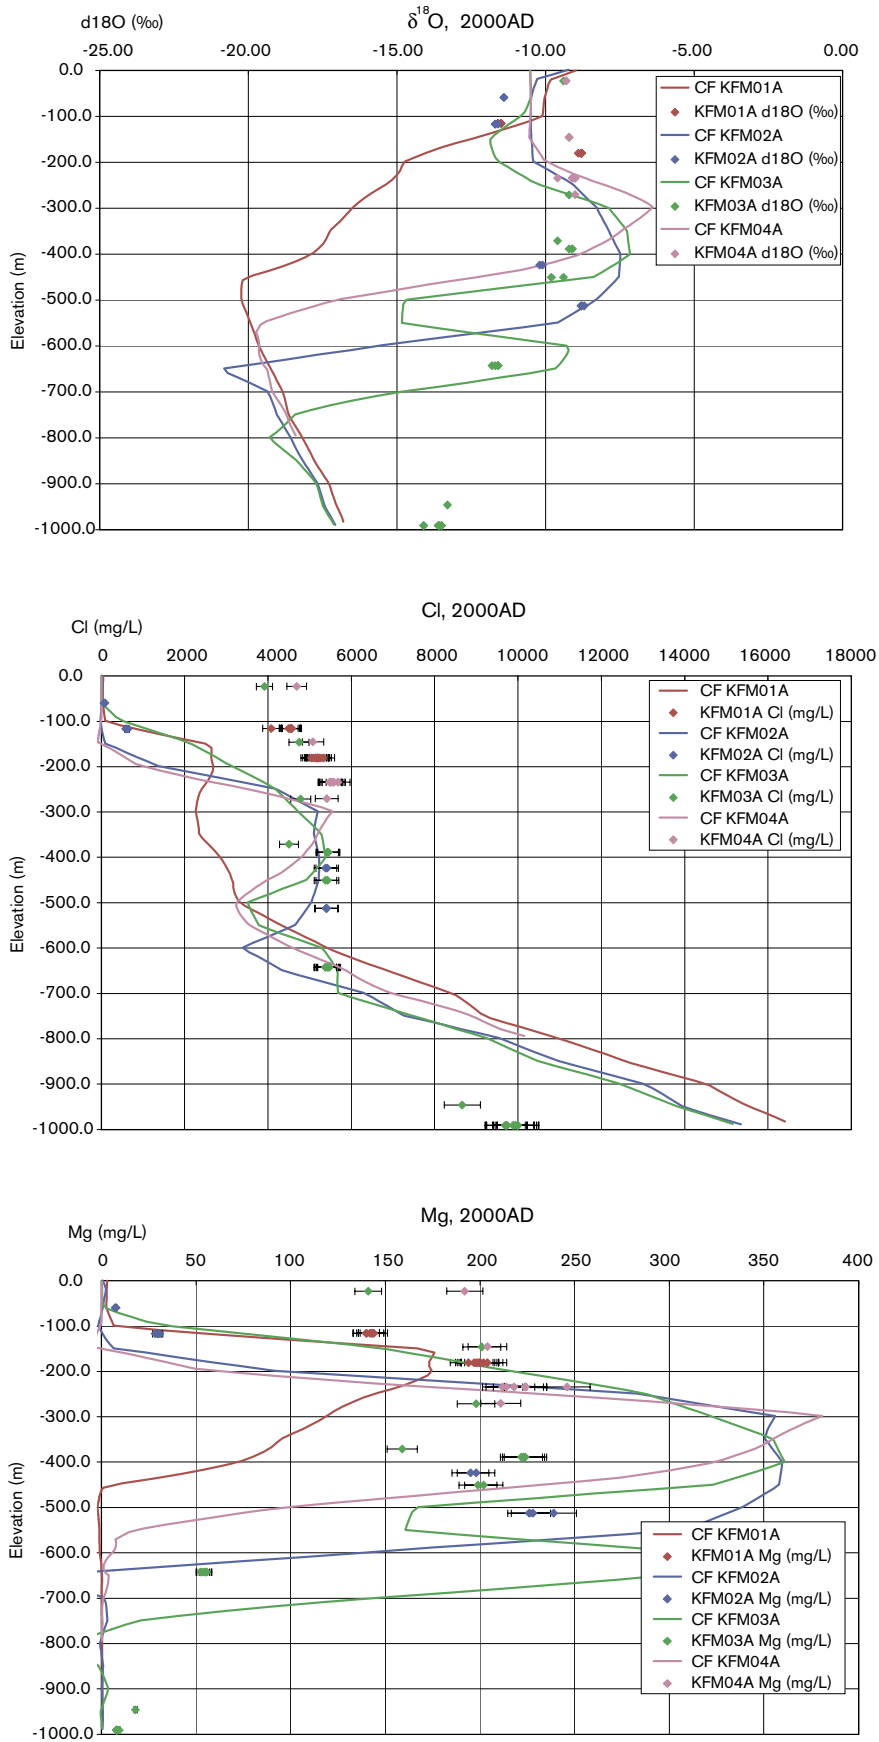 d18O (‰)
δ18O, 2000AD
-25.00 -20.00 -15.00 -10.00 -5.00 0.00
0.0
-100.0
-200.0
-300.0
-400.0
-500.0
-600.0
-700.0
-800.0
-900.0
-1000.0
Elevation (m)
CF KFM01A
KFM01A d18O (‰)
CF KFM02A
KFM02A d18O (‰)
CF KFM03A
KFM03A d18O (‰)
CF KFM04A
KFM04A d18O (‰)
Cl, 2000AD
Cl (mg/L)
0 2000 4000 6000 8000 10000 12000 14000 16000 18000
0.0
-100.0
-200.0
-300.0
-400.0
-500.0
-600.0
-700.0
-800.0
-900.0
-1000.0
Elevation (m)
CF KFM01A
KFM01A Cl (mg/L)
CF KFM02A
KFM02A Cl (mg/L)
CF KFM03A
KFM03A Cl (mg/L)
CF KFM04A
KFM04A Cl (mg/L)
Mg, 2000AD
Mg (mg/L)
0 50 100 150 200 250 300 350 400
0.0
-100.0
-200.0
-300.0
-400.0
-500.0
-600.0
-700.0
-800.0
-900.0
-1000.0
Elevation (m)
CF KFM01A
KFM01A Mg (mg/L)
CF KFM02A
KFM02A Mg (mg/L)
CF KFM03A
KFM03A Mg (mg/L)
CF KFM04A
KFM04A Mg (mg/L)